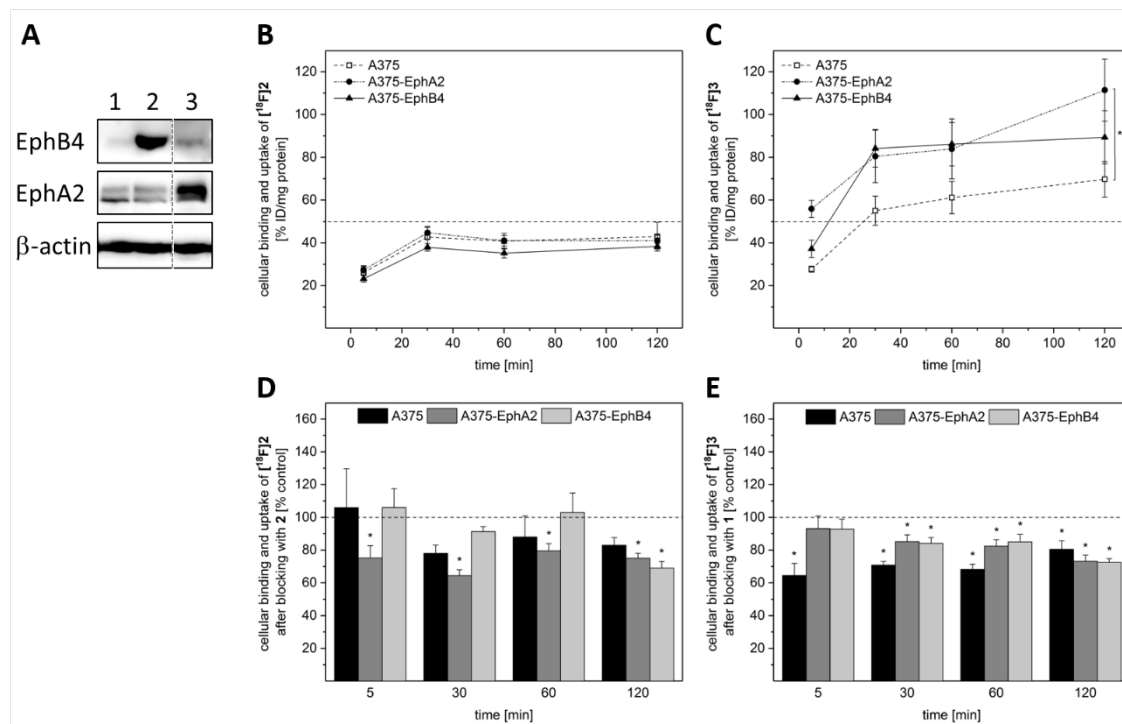 A
1 2 3
EphB4
EphA2
β-actin
B
A375
A375-EphA2
A375-EphB4
cellular binding and uptake of [¹⁸F]2
[% ID/mg protein]
120
100
80
60
40
20
0 20 40 60 80 100 120
time [min]
C
A375
A375-EphA2
A375-EphB4
*
cellular binding and uptake of [¹⁸F]3
[% ID/mg protein]
120
100
80
60
40
20
0 20 40 60 80 100 120
time [min]
D
A375 A375-EphA2 A375-EphB4
cellular binding and uptake of [¹⁸F]2
after blocking with 2 [% control]
160
140
120
100
80
60
40
20
* * * * *
5 30 60 120
time [min]
E
A375 A375-EphA2 A375-EphB4
cellular binding and uptake of [¹⁸F]3
after blocking with 1 [% control]
160
140
120
100
80
60
40
20
* * * * * * * * * *
5 30 60 120
time [min]